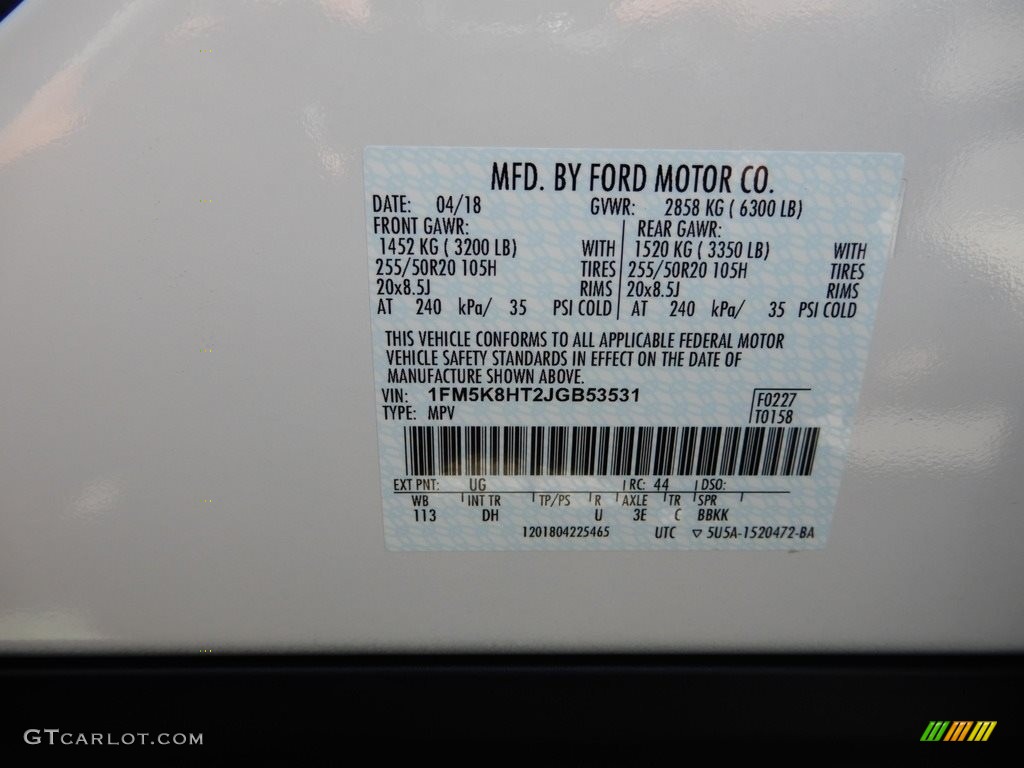 MFD. BY FORD MOTOR CO.
DATE: 04/18 GVWR: 2858 KG ( 6300 LB)
FRONT GAWR: REAR GAWR:
1452 KG ( 3200 LB) WITH 1520 KG ( 3350 LB) WITH
255/50R20 105H TIRES 255/50R20 105H TIRES
20x8.5J RIMS 20x8.5J RIMS
AT 240 kPa/ 35 PSI COLD AT 240 kPa/ 35 PSI COLD
THIS VEHICLE CONFORMS TO ALL APPLICABLE FEDERAL MOTOR
VEHICLE SAFETY STANDARDS IN EFFECT ON THE DATE OF
MANUFACTURE SHOWN ABOVE.
VIN: 1FM5K8HT2JGB53531 F0227
TYPE: MPV T0158
EXT PNT: UG RC: 44 DSO:
WB INT TR TP/PS R AXLE TR SPR
113 DH U 3E C BBKK
1201804225465 UTC ▽ 5U5A-1520472-BA
GTCARLOT.COM